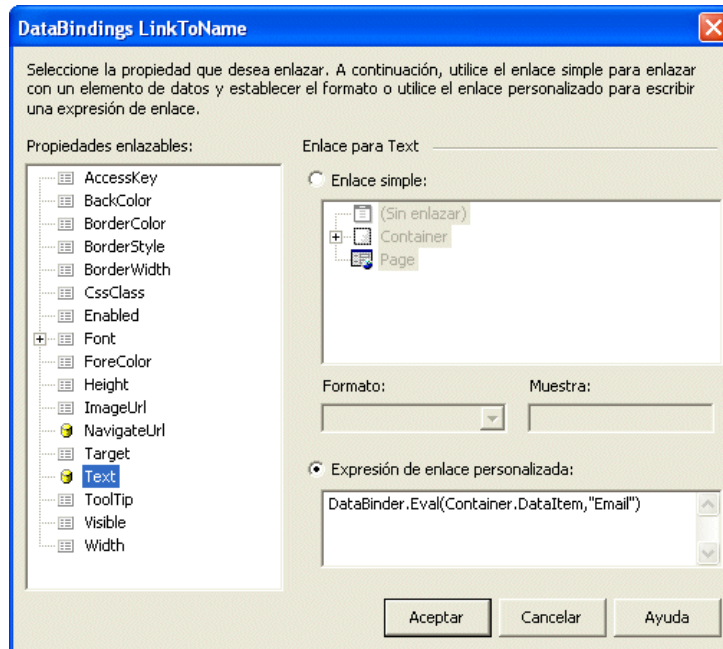 DataBindings LinkToName
Seleccione la propiedad que desea enlazar. A continuación, utilice el enlace simple para enlazar
con un elemento de datos y establecer el formato o utilice el enlace personalizado para escribir
una expresión de enlace.
Propiedades enlazables:
AccessKey
BackColor
BorderColor
BorderStyle
BorderWidth
CssClass
Enabled
Font
ForeColor
Height
ImageUrl
NavigateUrl
Target
Text
ToolTip
Visible
Width
Enlace para Text
Enlace simple:
(Sin enlazar)
Container
Page
Formato:
Muestra:
Expresión de enlace personalizada:
DataBinder.Eval(Container.DataItem,"Email")
Aceptar
Cancelar
Ayuda